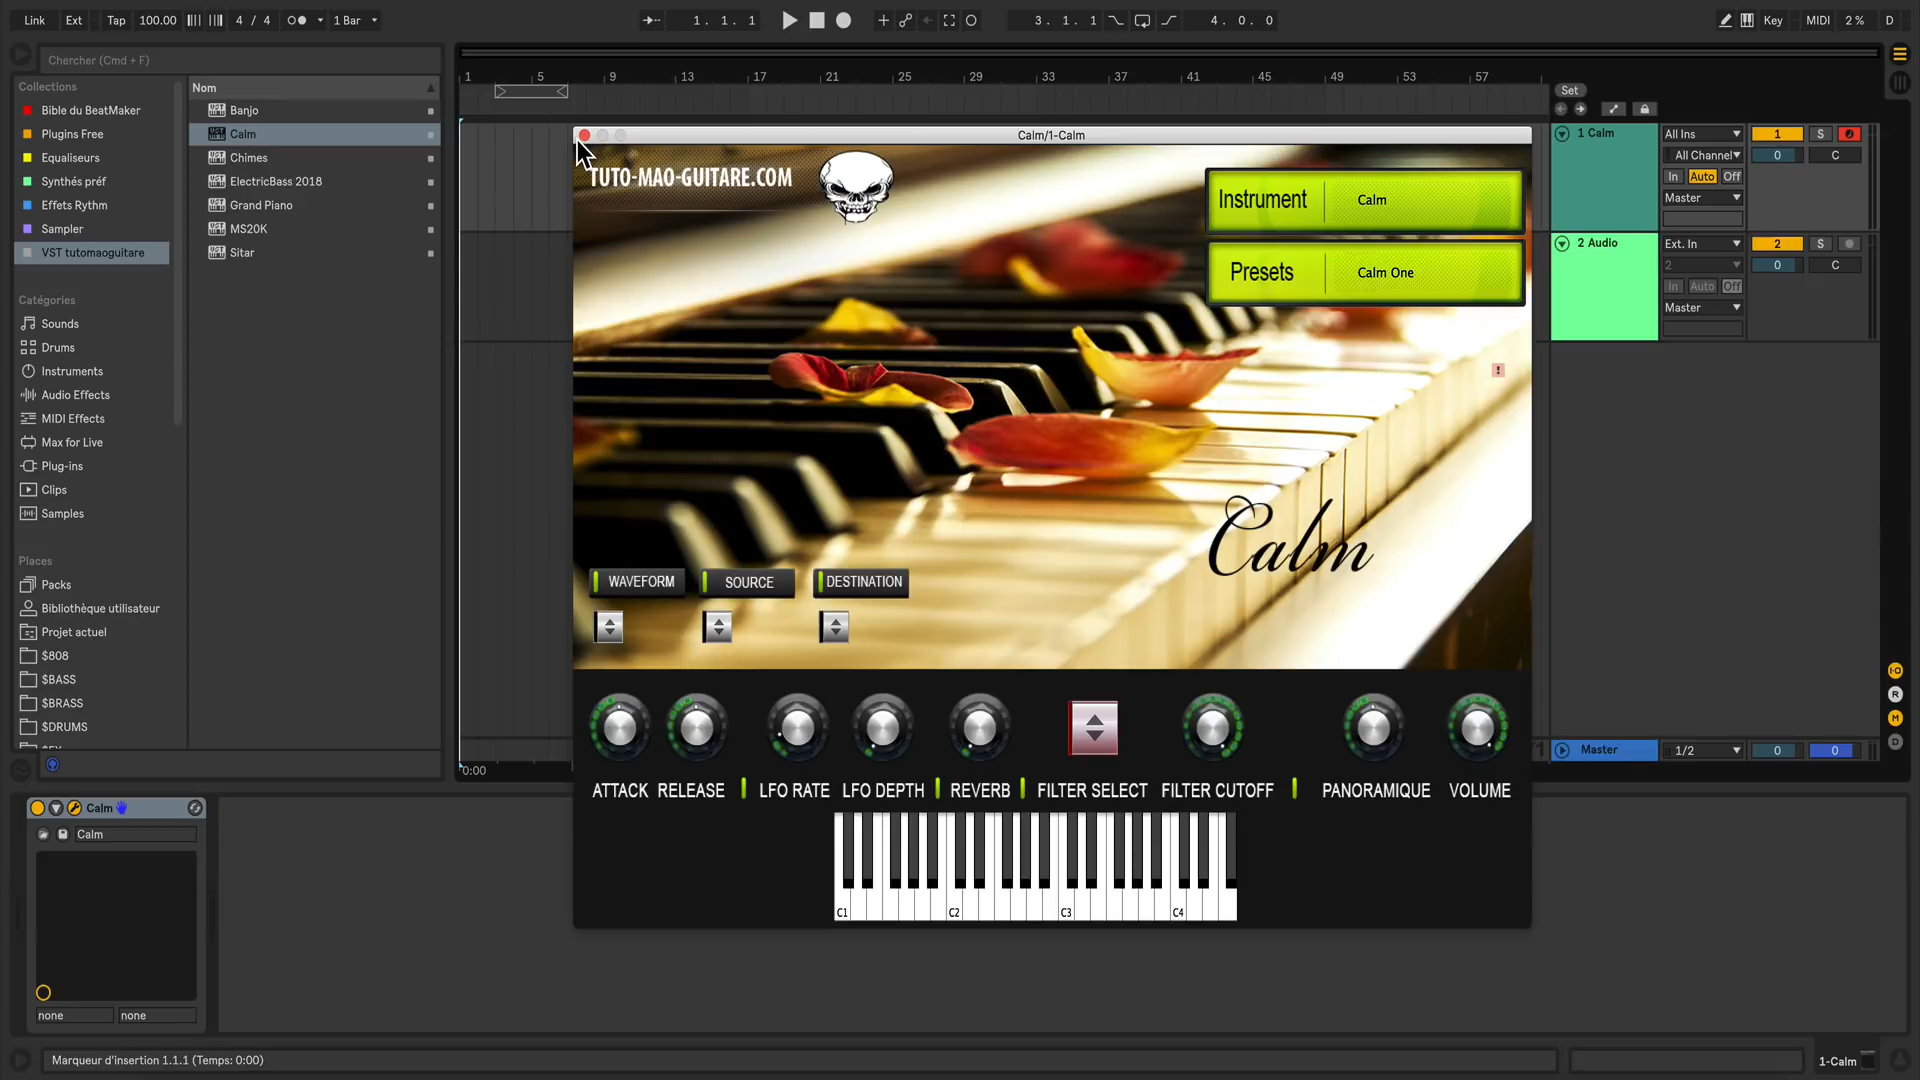 Link Ext Tap 100.00 4 / 4 1 Bar 1. 1. 1 3. 1. 1 4. 0. 0 Key MIDI 2 % D
Chercher (Cmd + F)
Collections
Bible du BeatMaker
Plugins Free
Equaliseurs
Synthés préf
Effets Rythm
Sampler
VST tutomaoguitare
Catégories
Sounds
Drums
Instruments
Audio Effects
MIDI Effects
Max for Live
Plug-ins
Clips
Samples
Places
Packs
Bibliothèque utilisateur
Projet actuel
$808
$BASS
$BRASS
$DRUMS
Nom
Banjo
Calm
Chimes
ElectricBass 2018
Grand Piano
MS20K
Sitar
1 5 9 13 17 21 25 29 33 37 41 45 49 53 57
Set
Calm/1-Calm
TUTO-MAO-GUITARE.COM
Instrument Calm
Presets Calm One
!
Calm
WAVEFORM SOURCE DESTINATION
ATTACK RELEASE LFO RATE LFO DEPTH REVERB FILTER SELECT FILTER CUTOFF PANORAMIQUE VOLUME
C1 C2 C3 C4
0:00
1 Calm All Ins 1 S
All Channel 0 C
In Auto Off
Master
2 Audio Ext. In 2 S
2 0 C
In Auto Off
Master
I·O
R
M
D
Master 1/2 0 0
Calm
Calm
none none
Marqueur d'insertion 1.1.1 (Temps: 0:00)
1-Calm